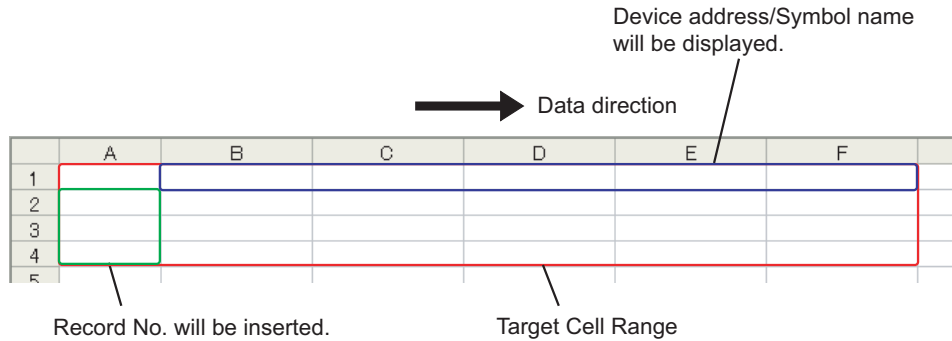 Device address/Symbol name
will be displayed.
Data direction
A B C D E F
1
2
3
4
5
Record No. will be inserted.
Target Cell Range